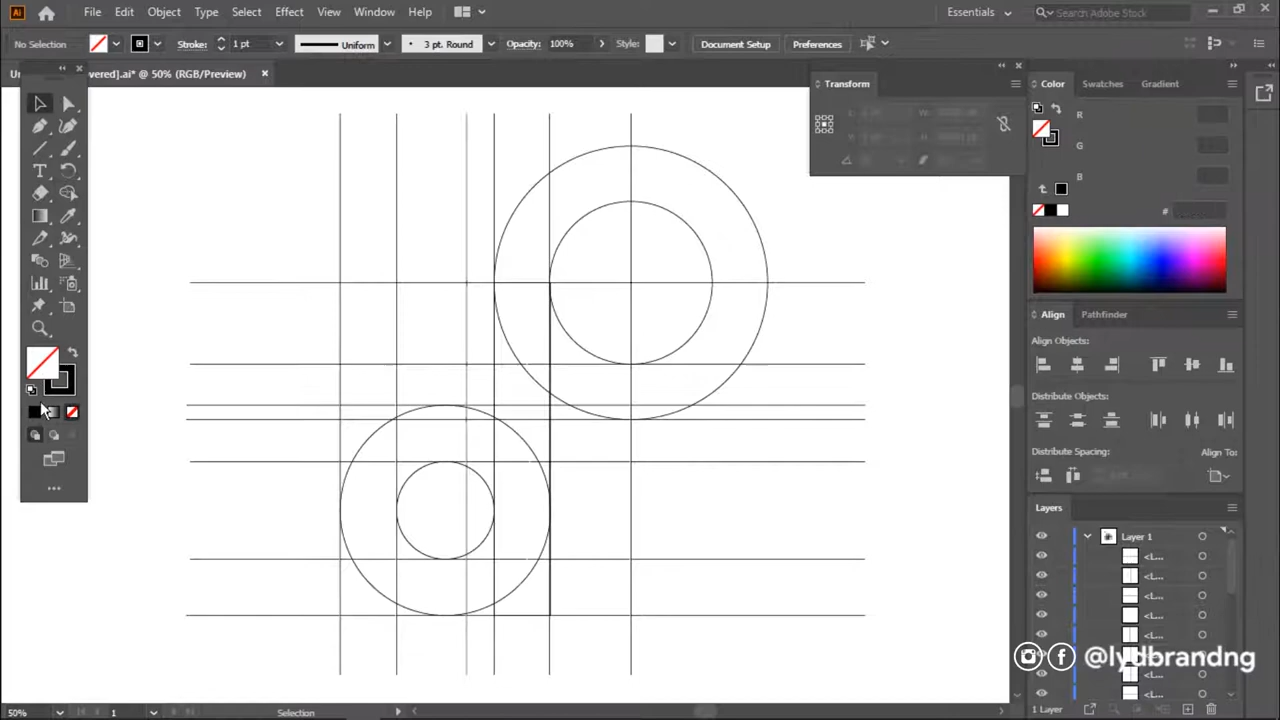 Ai File Edit Object Type Select Effect View Window Help Essentials Search Adobe Stock
No Selection Stroke: 1 pt Uniform 3 pt. Round Opacity: 100% Style: Document Setup Preferences
overed].ai* @ 50% (RGB/Preview)
Transform
Color Swatches Gradient
R
G
B
#
Align Pathfinder
Align Objects:
Distribute Objects:
Distribute Spacing: Align To:
Layers
Layer 1
<L...
<L...
<L...
<L...
<L...
<L...
<L...
@lydbrandng
1 Layer
50% 1 Selection